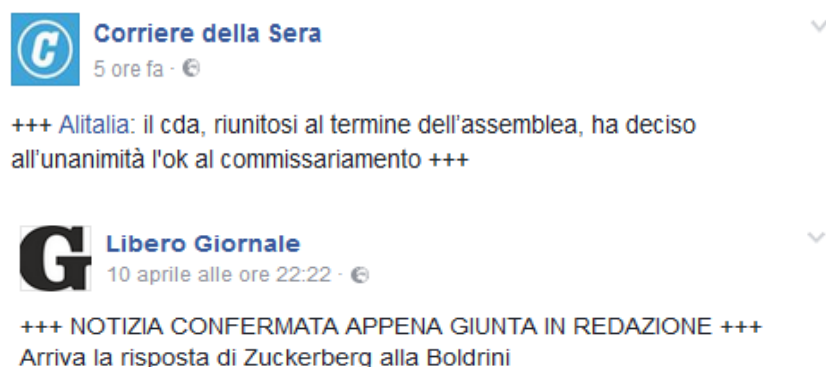 Corriere della Sera
5 ore fa ·
+++ Alitalia: il cda, riunitosi al termine dell'assemblea, ha deciso
all'unanimità l'ok al commissariamento +++
Libero Giornale
10 aprile alle ore 22:22 ·
+++ NOTIZIA CONFERMATA APPENA GIUNTA IN REDAZIONE +++
Arriva la risposta di Zuckerberg alla Boldrini